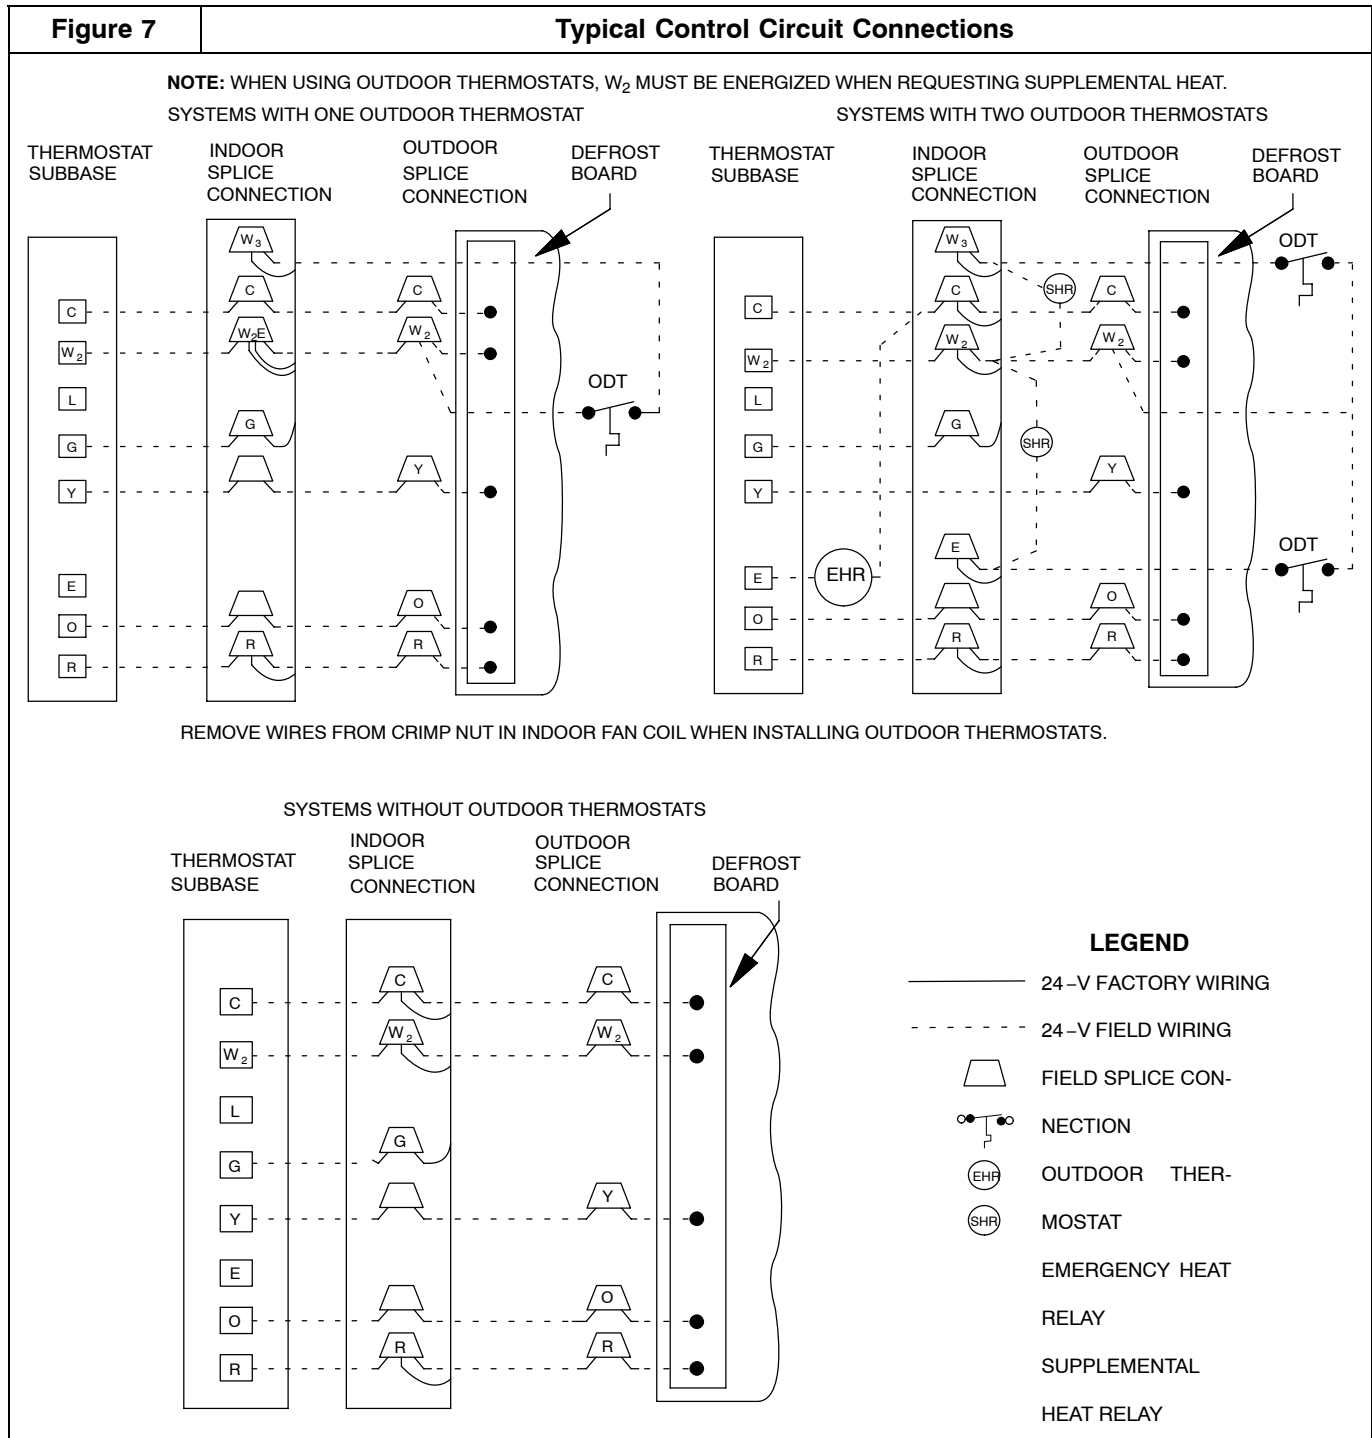 Figure 7
Typical Control Circuit Connections
NOTE: WHEN USING OUTDOOR THERMOSTATS, W2 MUST BE ENERGIZED WHEN REQUESTING SUPPLEMENTAL HEAT.
SYSTEMS WITH ONE OUTDOOR THERMOSTAT
THERMOSTAT
SUBBASE
INDOOR
SPLICE
CONNECTION
OUTDOOR
SPLICE
CONNECTION
DEFROST
BOARD
C
W2
L
G
Y
E
O
R
W3
C
W2E
G
R
C
W2
Y
O
R
ODT
SYSTEMS WITH TWO OUTDOOR THERMOSTATS
THERMOSTAT
SUBBASE
INDOOR
SPLICE
CONNECTION
OUTDOOR
SPLICE
CONNECTION
DEFROST
BOARD
C
W2
L
G
Y
E
O
R
EHR
W3
C
W2
G
E
R
SHR
SHR
C
W2
Y
O
R
ODT
ODT
REMOVE WIRES FROM CRIMP NUT IN INDOOR FAN COIL WHEN INSTALLING OUTDOOR THERMOSTATS.
SYSTEMS WITHOUT OUTDOOR THERMOSTATS
THERMOSTAT
SUBBASE
INDOOR
SPLICE
CONNECTION
OUTDOOR
SPLICE
CONNECTION
DEFROST
BOARD
C
W2
L
G
Y
E
O
R
C
W2
G
R
C
W2
Y
O
R
LEGEND
24-V FACTORY WIRING
24-V FIELD WIRING
FIELD SPLICE CON-
NECTION
EHR OUTDOOR THER-
SHR MOSTAT
EMERGENCY HEAT
RELAY
SUPPLEMENTAL
HEAT RELAY